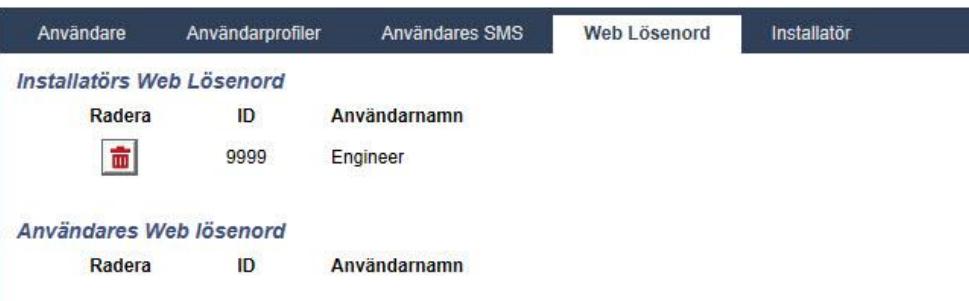 Användare Användarprofiler Användares SMS Web Lösenord Installatör
Installatörs Web Lösenord
Radera ID Användarnamn
9999 Engineer
Användares Web lösenord
Radera ID Användarnamn